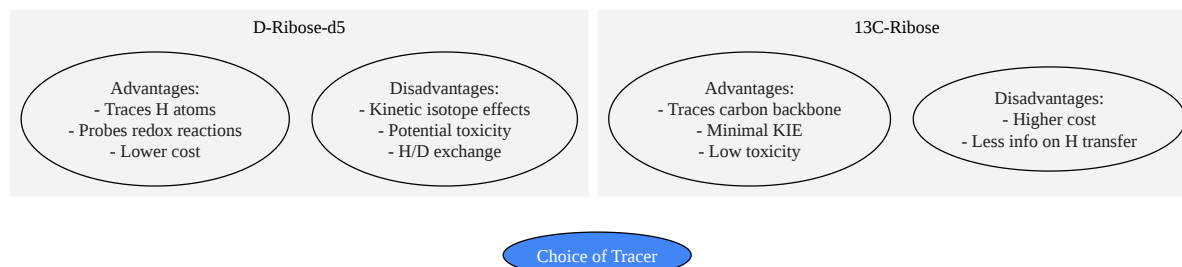 D-Ribose-d5
Advantages:
- Traces H atoms
- Probes redox reactions
- Lower cost
Disadvantages:
- Kinetic isotope effects
- Potential toxicity
- H/D exchange
13C-Ribose
Advantages:
- Traces carbon backbone
- Minimal KIE
- Low toxicity
Disadvantages:
- Higher cost
- Less info on H transfer
Choice of Tracer